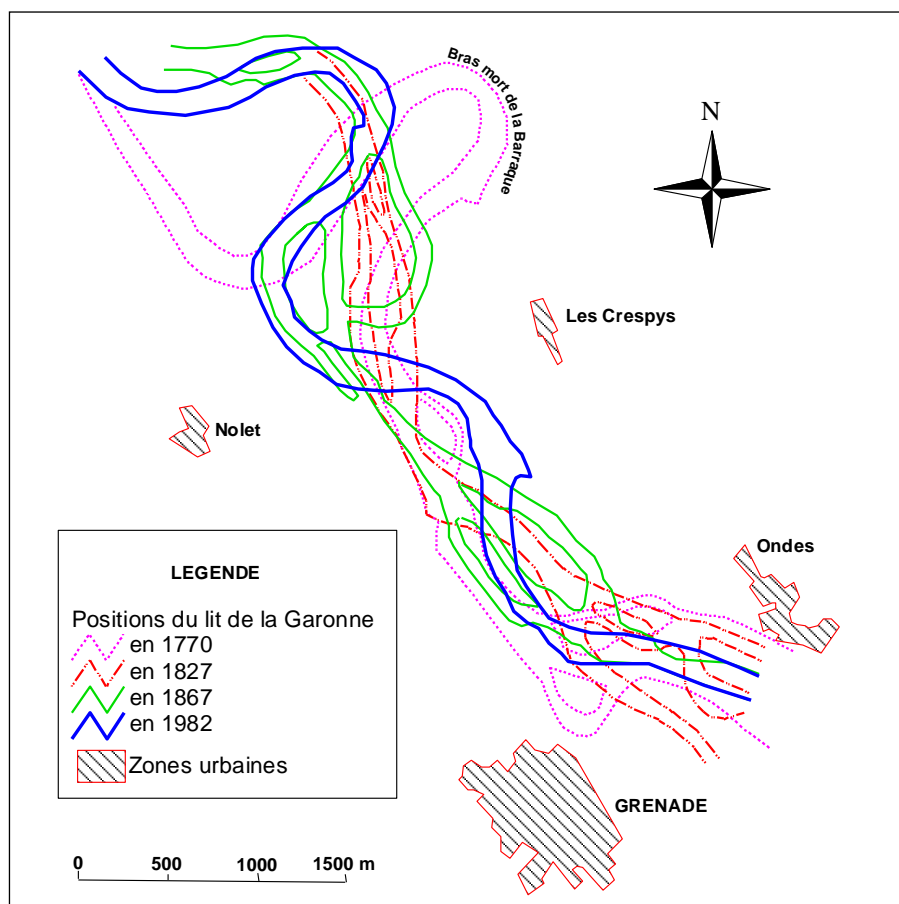 Bras mort de la Barraque
N
Les Crespys
Nolet
Ondes
LEGENDE
Positions du lit de la Garonne
en 1770
en 1827
en 1867
en 1982
Zones urbaines
GRENADE
0 500 1000 1500 m